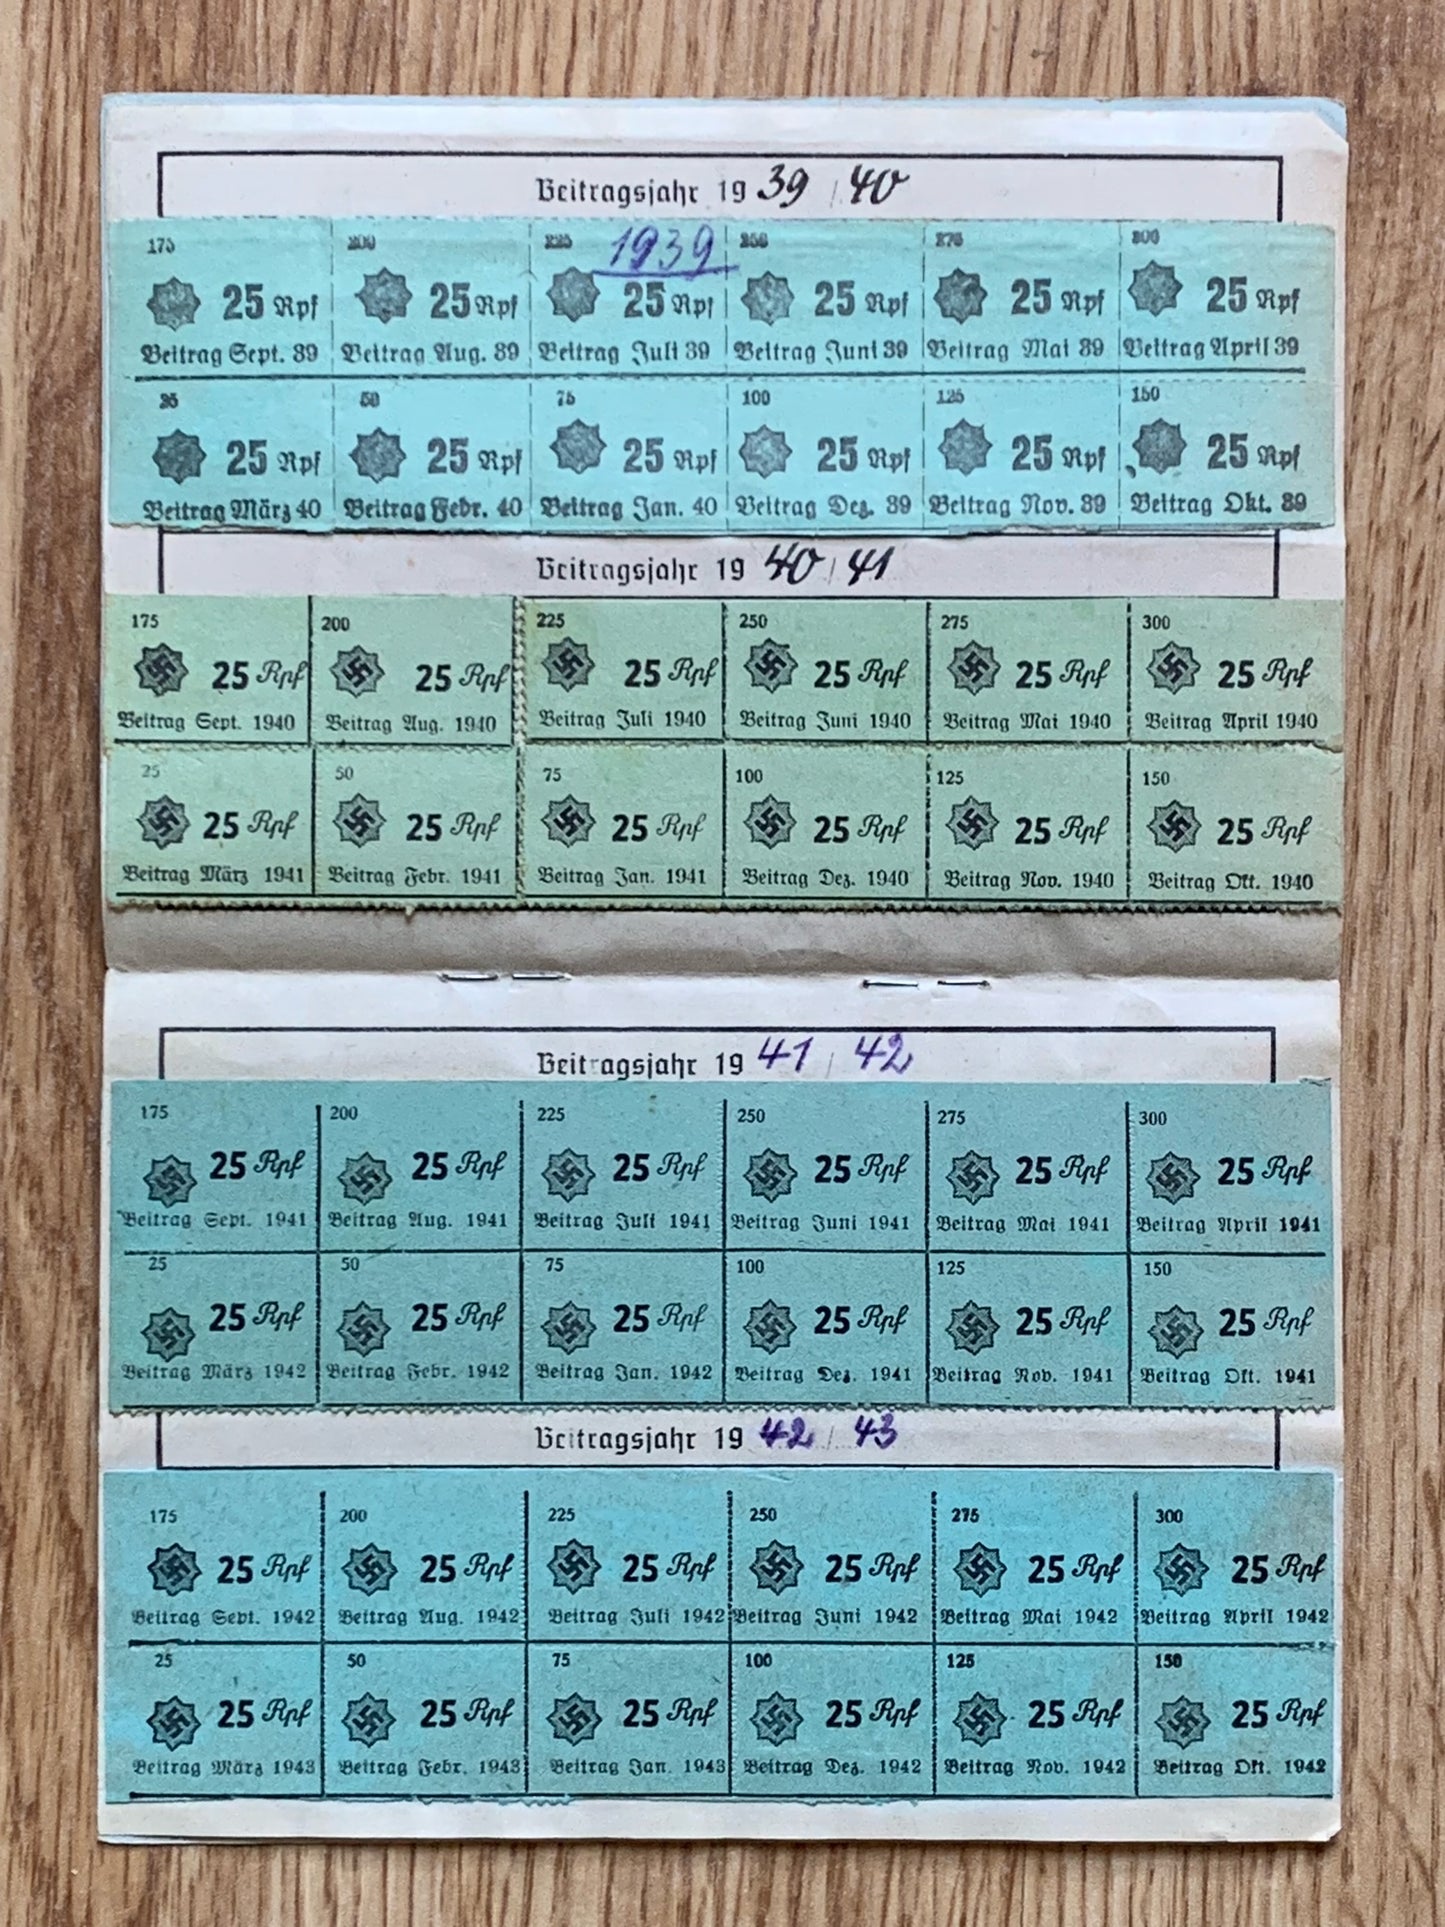 Beitragsjahr 19 39 / 40
175 200 225 1939 250 275 300
25 Rpf 25 Rpf 25 Rpf 25 Rpf 25 Rpf 25 Rpf
Beitrag Sept. 39 Beitrag Aug. 39 Beitrag Juli 39 Beitrag Juni 39 Beitrag Mai 39 Beitrag April 39
25 50 75 100 125 150
25 Rpf 25 Rpf 25 Rpf 25 Rpf 25 Rpf 25 Rpf
Beitrag März 40 Beitrag Febr. 40 Beitrag Jan. 40 Beitrag Dez. 39 Beitrag Nov. 39 Beitrag Okt. 39
Beitragsjahr 19 40 / 41
175 200 225 250 275 300
25 Rpf 25 Rpf 25 Rpf 25 Rpf 25 Rpf 25 Rpf
Beitrag Sept. 1940 Beitrag Aug. 1940 Beitrag Juli 1940 Beitrag Juni 1940 Beitrag Mai 1940 Beitrag April 1940
25 50 75 100 125 150
25 Rpf 25 Rpf 25 Rpf 25 Rpf 25 Rpf 25 Rpf
Beitrag März 1941 Beitrag Febr. 1941 Beitrag Jan. 1941 Beitrag Dez. 1940 Beitrag Nov. 1940 Beitrag Okt. 1940
Beitragsjahr 19 41 / 42
175 200 225 250 275 300
25 Rpf 25 Rpf 25 Rpf 25 Rpf 25 Rpf 25 Rpf
Beitrag Sept. 1941 Beitrag Aug. 1941 Beitrag Juli 1941 Beitrag Juni 1941 Beitrag Mai 1941 Beitrag April 1941
25 50 75 100 125 150
25 Rpf 25 Rpf 25 Rpf 25 Rpf 25 Rpf 25 Rpf
Beitrag März 1942 Beitrag Febr. 1942 Beitrag Jan. 1942 Beitrag Dez. 1941 Beitrag Nov. 1941 Beitrag Okt. 1941
Beitragsjahr 19 42 / 43
175 200 225 250 275 300
25 Rpf 25 Rpf 25 Rpf 25 Rpf 25 Rpf 25 Rpf
Beitrag Sept. 1942 Beitrag Aug. 1942 Beitrag Juli 1942 Beitrag Juni 1942 Beitrag Mai 1942 Beitrag April 1942
25 50 75 100 125 150
25 Rpf 25 Rpf 25 Rpf 25 Rpf 25 Rpf 25 Rpf
Beitrag März 1943 Beitrag Febr. 1943 Beitrag Jan. 1943 Beitrag Dez. 1942 Beitrag Nov. 1942 Beitrag Okt. 1942